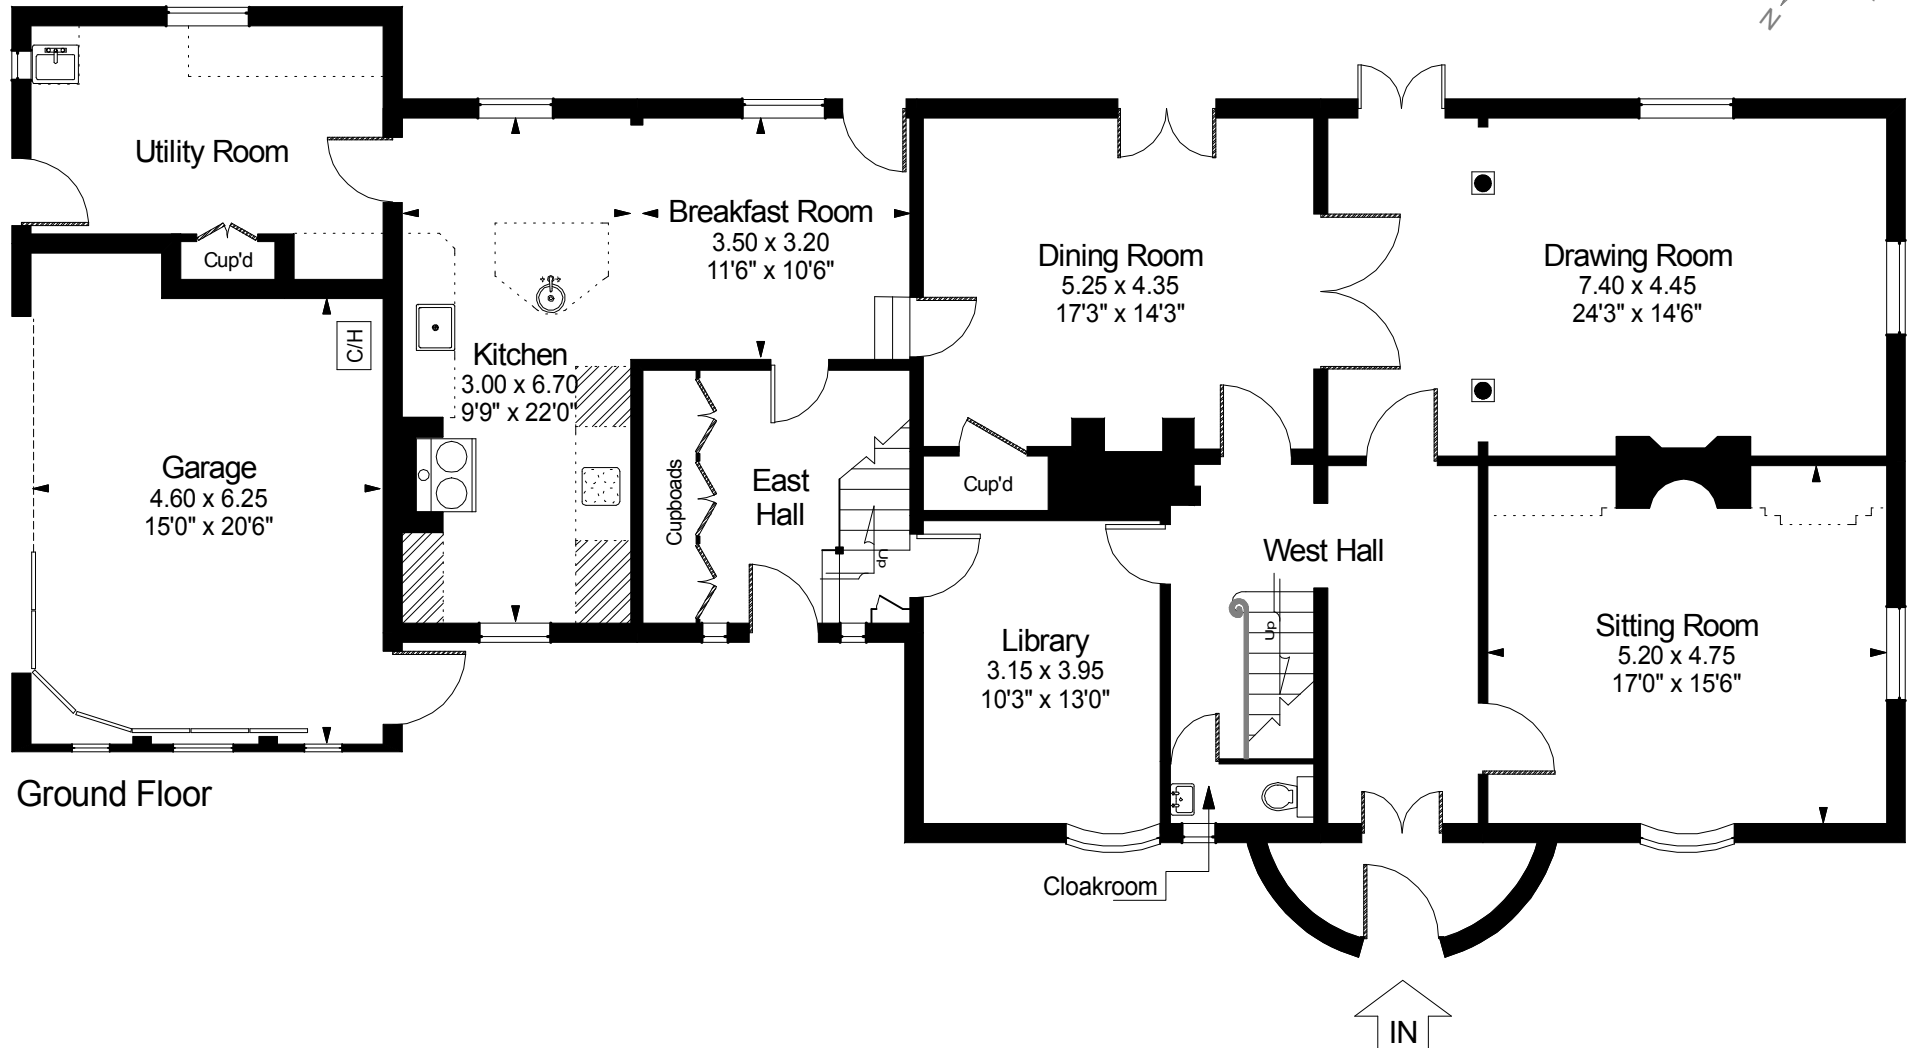 N
Utility Room
Cup'd
Breakfast Room
3.50 x 3.20
11'6" x 10'6"
Dining Room
5.25 x 4.35
17'3" x 14'3"
Drawing Room
7.40 x 4.45
24'3" x 14'6"
C/H
Kitchen
3.00 x 6.70
9'9" x 22'0"
Garage
4.60 x 6.25
15'0" x 20'6"
Cupboads
East
Hall
Cup'd
Up
West Hall
Up
Library
3.15 x 3.95
10'3" x 13'0"
Sitting Room
5.20 x 4.75
17'0" x 15'6"
Ground Floor
Cloakroom
IN